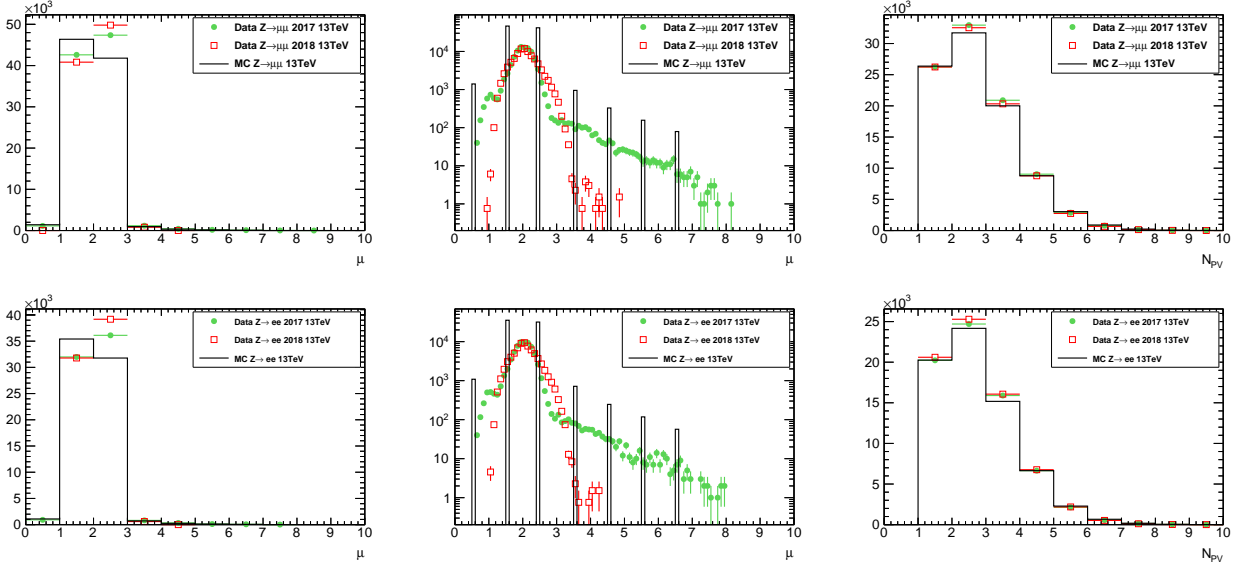 ×10³
50
40
30
20
10
0
0 1 2 3 4 5 6 7 8 9 10
μ
Data Z→μμ 2017 13TeV
Data Z→μμ 2018 13TeV
MC Z→μμ 13TeV
10⁴
10³
10²
10
1
0 1 2 3 4 5 6 7 8 9 10
μ
Data Z→μμ 2017 13TeV
Data Z→μμ 2018 13TeV
MC Z→μμ 13TeV
×10³
35
30
25
20
15
10
5
0
0 1 2 3 4 5 6 7 8 9 10
N_PV
Data Z→μμ 2017 13TeV
Data Z→μμ 2018 13TeV
MC Z→μμ 13TeV
×10³
40
35
30
25
20
15
10
5
0
0 1 2 3 4 5 6 7 8 9 10
μ
Data Z→ ee 2017 13TeV
Data Z→ ee 2018 13TeV
MC Z→ ee 13TeV
10⁴
10³
10²
10
1
0 1 2 3 4 5 6 7 8 9 10
μ
Data Z→ ee 2017 13TeV
Data Z→ ee 2018 13TeV
MC Z→ ee 13TeV
×10³
25
20
15
10
5
0
0 1 2 3 4 5 6 7 8 9 10
N_PV
Data Z→ ee 2017 13TeV
Data Z→ ee 2018 13TeV
MC Z→ ee 13TeV